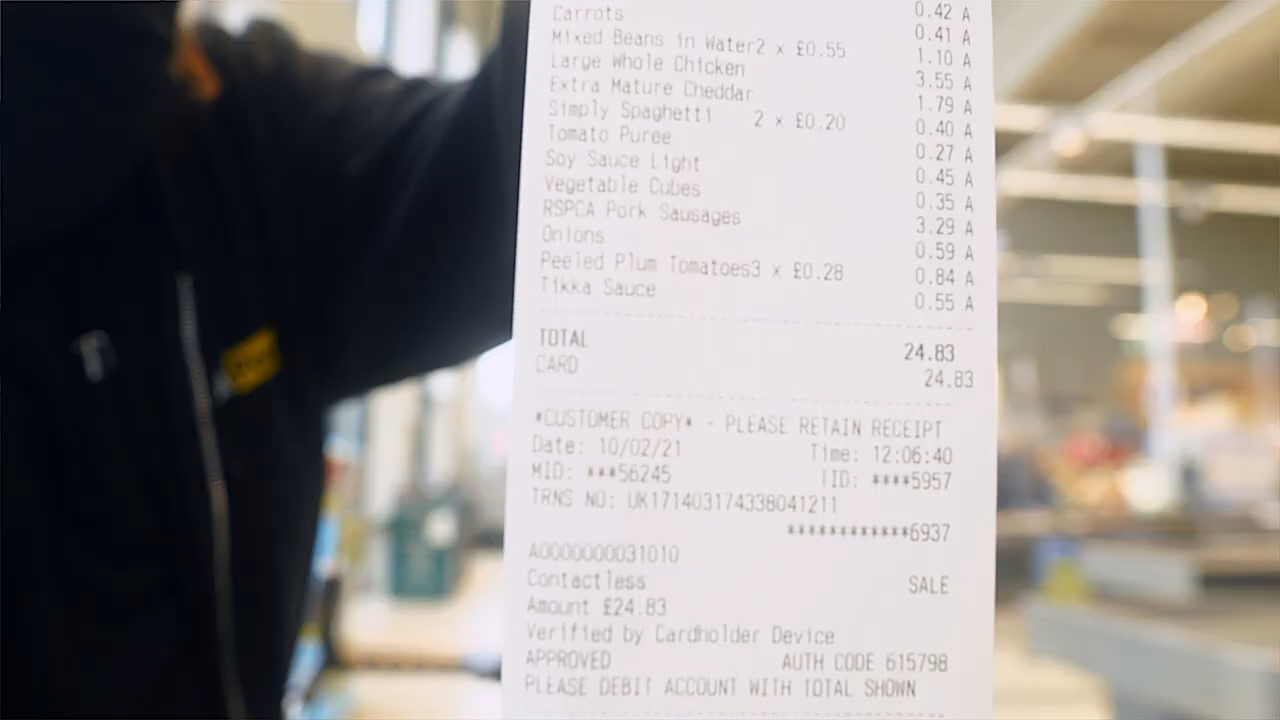 0.42 A
Carrots 0.41 A
Mixed Beans in Water2 x £0.55 1.10 A
Large Whole Chicken 3.55 A
Extra Mature Cheddar 1.79 A
Simply Spaghetti 2 x £0.20 0.40 A
Tomato Puree 0.27 A
Soy Sauce Light 0.45 A
Vegetable Cubes 0.35 A
RSPCA Pork Sausages 3.29 A
Onions 0.59 A
Peeled Plum Tomatoes3 x £0.28 0.84 A
Tikka Sauce 0.55 A
TOTAL 24.83
CARD 24.83
*CUSTOMER COPY* - PLEASE RETAIN RECEIPT
Date: 10/02/21 Time: 12:06:40
MID: ***56245 TID: ****5957
TRNS NO: UK171403174338041211
************6937
A0000000031010
Contactless SALE
Amount £24.83
Verified by Cardholder Device
APPROVED AUTH CODE 615798
PLEASE DEBIT ACCOUNT WITH TOTAL SHOWN